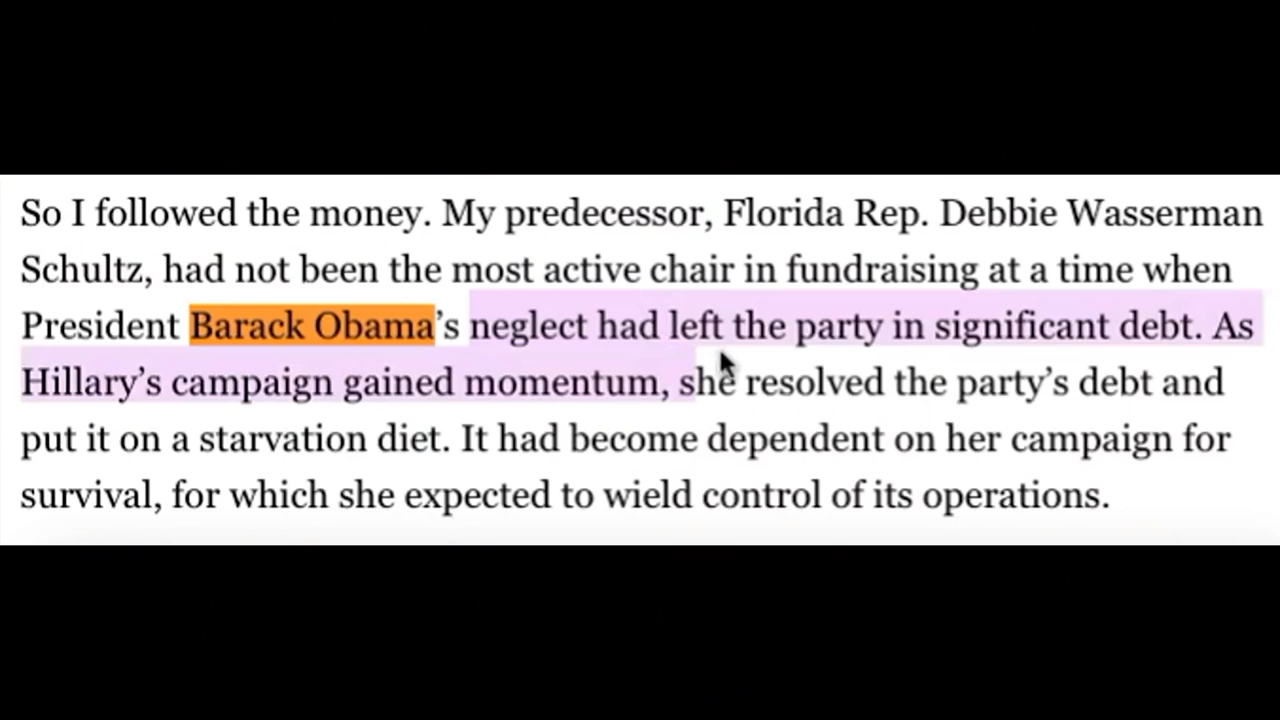 So I followed the money. My predecessor, Florida Rep. Debbie Wasserman
Schultz, had not been the most active chair in fundraising at a time when
President Barack Obama’s neglect had left the party in significant debt. As
Hillary’s campaign gained momentum, she resolved the party’s debt and
put it on a starvation diet. It had become dependent on her campaign for
survival, for which she expected to wield control of its operations.